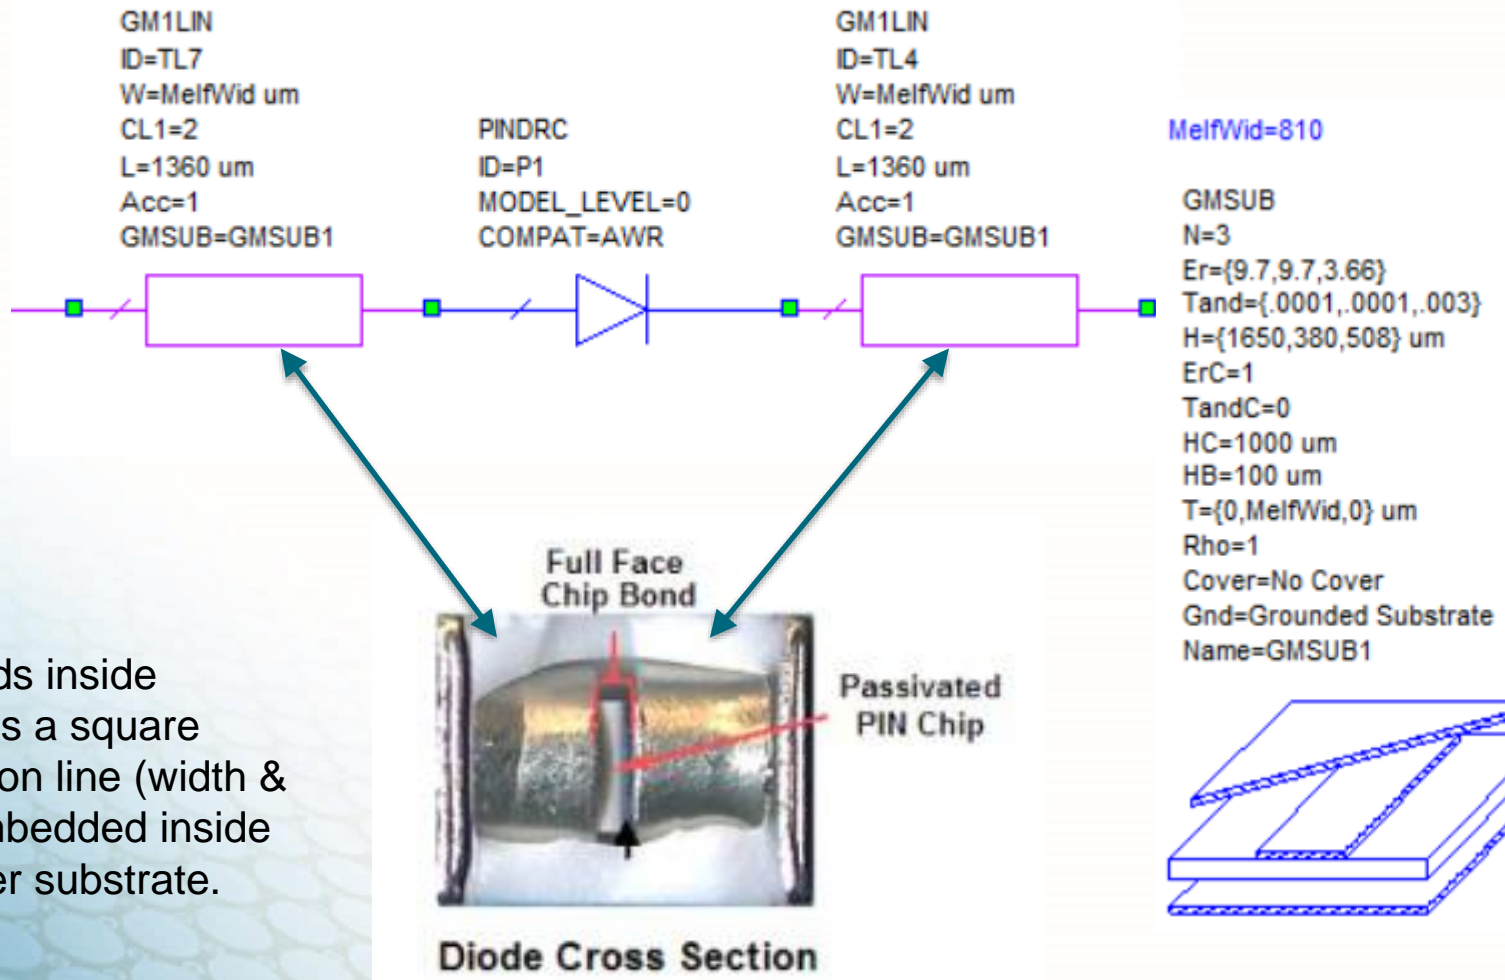 GM1LIN
ID=TL7
W=MelfWid um
CL1=2
L=1360 um
Acc=1
GMSUB=GMSUB1
PINDRC
ID=P1
MODEL_LEVEL=0
COMPAT=AWR
GM1LIN
ID=TL4
W=MelfWid um
CL1=2
L=1360 um
Acc=1
GMSUB=GMSUB1
MelfWid=810
GMSUB
N=3
Er={9.7,9.7,3.66}
Tand={.0001,.0001,.003}
H={1650,380,508} um
ErC=1
TandC=0
HC=1000 um
HB=100 um
T={0,MelfWid,0} um
Rho=1
Cover=No Cover
Gnd=Grounded Substrate
Name=GMSUB1
Full Face
Chip Bond
Passivated
PIN Chip
Diode Cross Section
inside
a square
line (width &
inside
substrate.